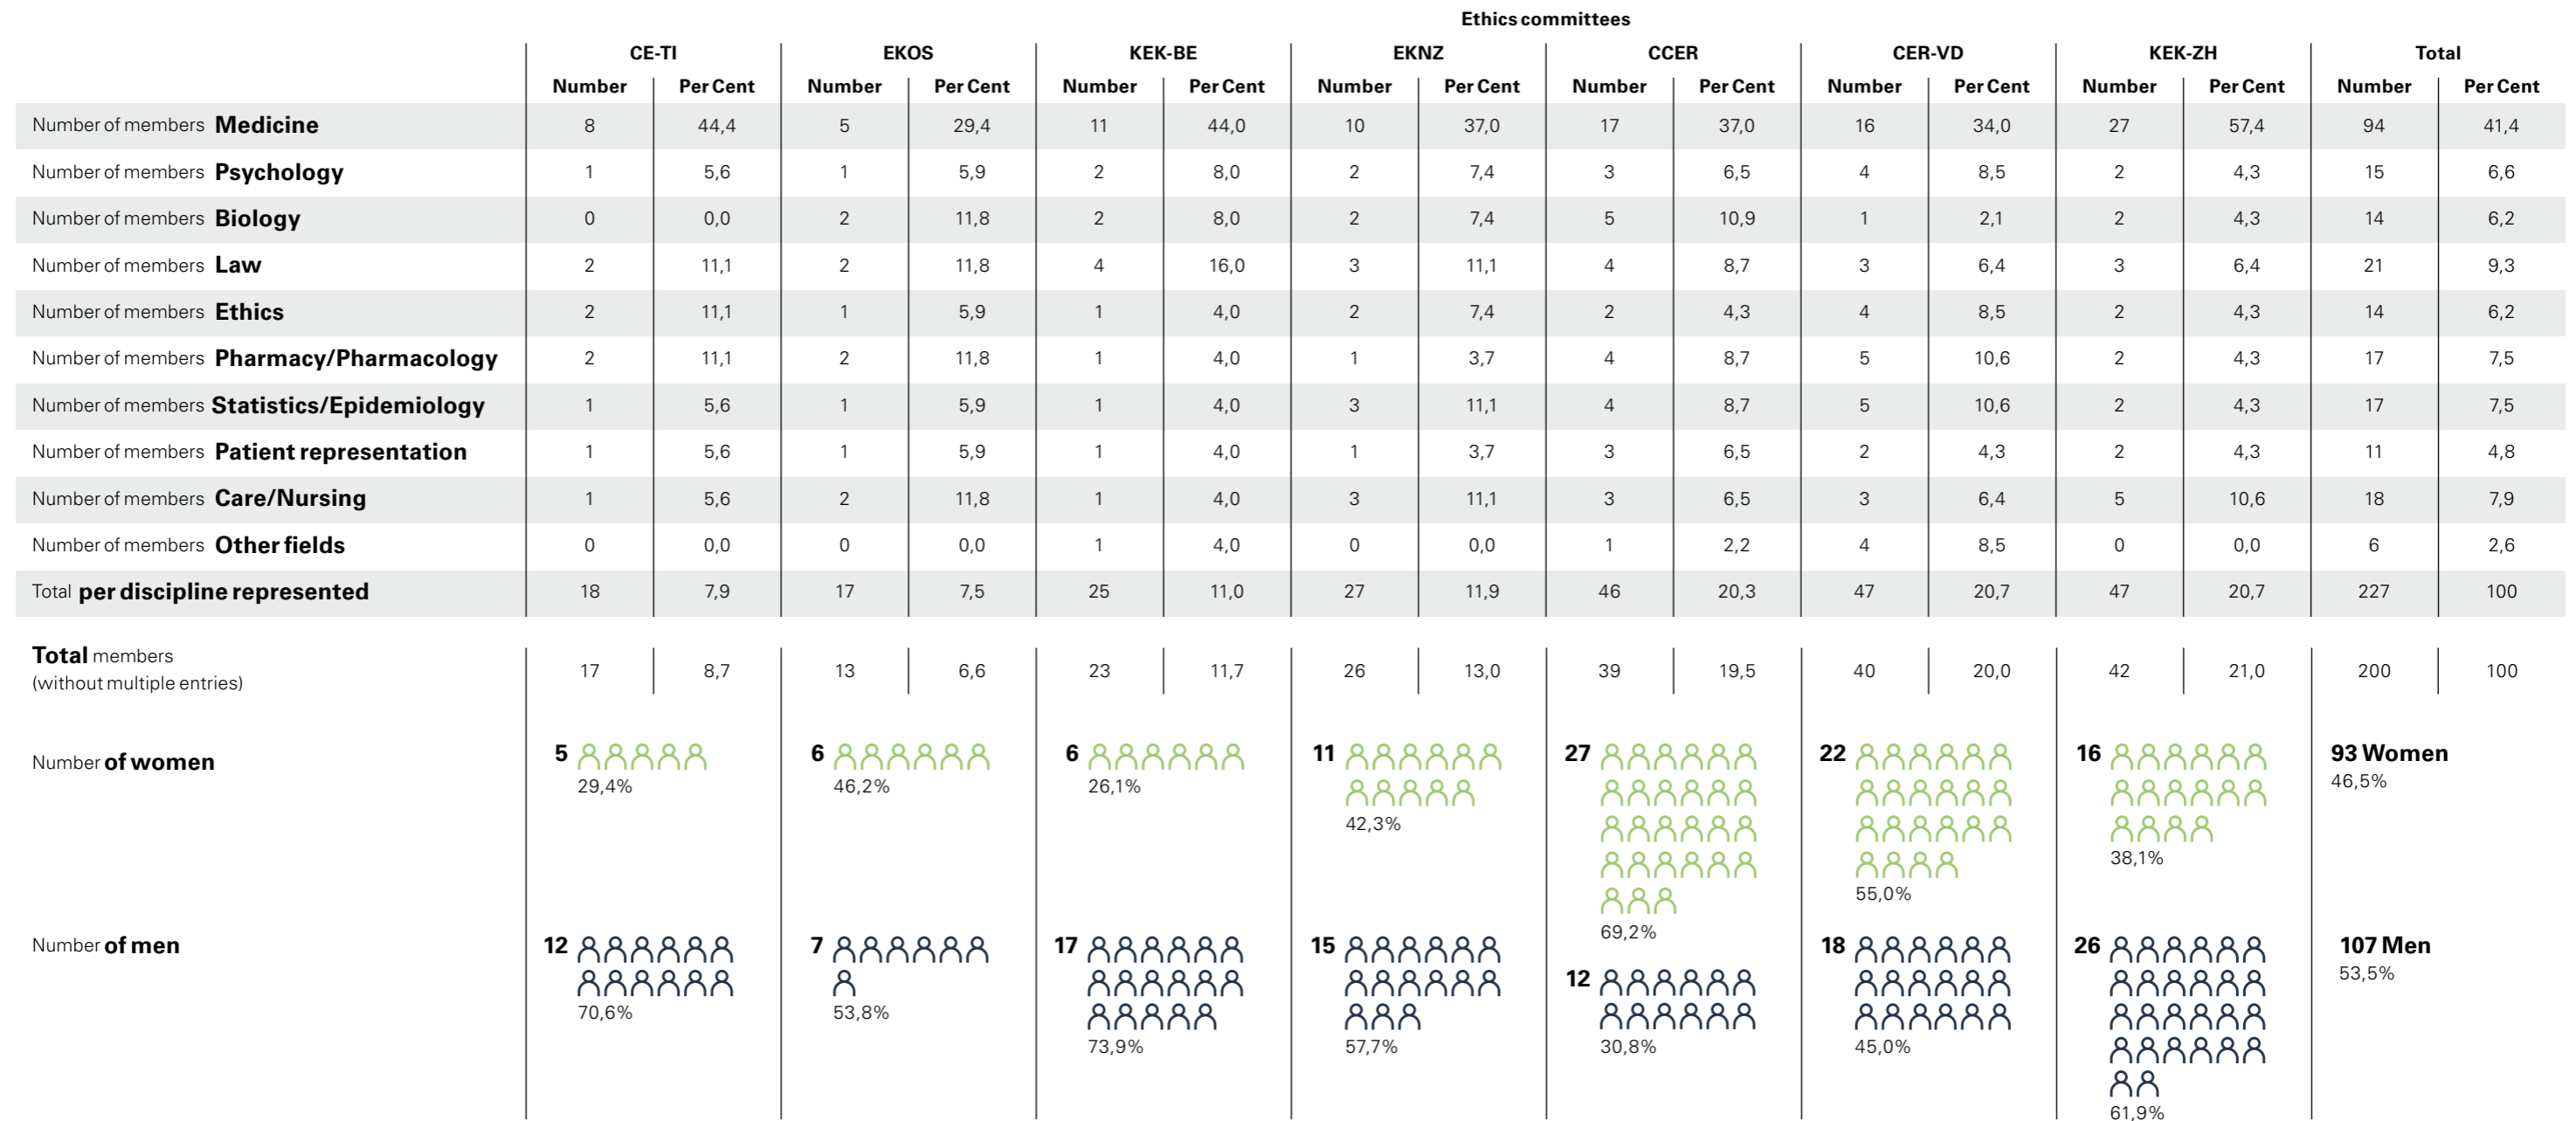 Ethics committees
CE-TI EKOS KEK-BE EKNZ CCER CER-VD KEK-ZH Total
Number Per Cent Number Per Cent Number Per Cent Number Per Cent Number Per Cent Number Per Cent Number Per Cent Number Per Cent
Number of members Medicine 8 44,4 5 29,4 11 44,0 10 37,0 17 37,0 16 34,0 27 57,4 94 41,4
Number of members Psychology 1 5,6 1 5,9 2 8,0 2 7,4 3 6,5 4 8,5 2 4,3 15 6,6
Number of members Biology 0 0,0 2 11,8 2 8,0 2 7,4 5 10,9 1 2,1 2 4,3 14 6,2
Number of members Law 2 11,1 2 11,8 4 16,0 3 11,1 4 8,7 3 6,4 3 6,4 21 9,3
Number of members Ethics 2 11,1 1 5,9 1 4,0 2 7,4 2 4,3 4 8,5 2 4,3 14 6,2
Number of members Pharmacy/Pharmacology 2 11,1 2 11,8 1 4,0 1 3,7 4 8,7 5 10,6 2 4,3 17 7,5
Number of members Statistics/Epidemiology 1 5,6 1 5,9 1 4,0 3 11,1 4 8,7 5 10,6 2 4,3 17 7,5
Number of members Patient representation 1 5,6 1 5,9 1 4,0 1 3,7 3 6,5 2 4,3 2 4,3 11 4,8
Number of members Care/Nursing 1 5,6 2 11,8 1 4,0 3 11,1 3 6,5 3 6,4 5 10,6 18 7,9
Number of members Other fields 0 0,0 0 0,0 1 4,0 0 0,0 1 2,2 4 8,5 0 0,0 6 2,6
Total per discipline represented 18 7,9 17 7,5 25 11,0 27 11,9 46 20,3 47 20,7 47 20,7 227 100
Total members
(without multiple entries) 17 8,7 13 6,6 23 11,7 26 13,0 39 19,5 40 20,0 42 21,0 200 100
Number of women 5 6 6 11 27 22 16 93 Women
29,4% 46,2% 26,1% 42,3% 69,2% 55,0% 38,1% 46,5%
Number of men 12 7 17 15 12 18 26 107 Men
70,6% 53,8% 73,9% 57,7% 30,8% 45,0% 61,9% 53,5%